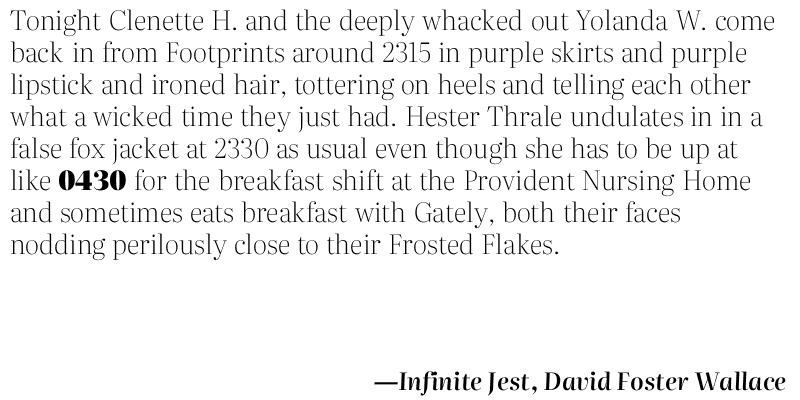 Tonight Clenette H. and the deeply whacked out Yolanda W. come
back in from Footprints around 2315 in purple skirts and purple
lipstick and ironed hair, tottering on heels and telling each other
what a wicked time they just had. Hester Thrale undulates in in a
false fox jacket at 2330 as usual even though she has to be up at
like 0430 for the breakfast shift at the Provident Nursing Home
and sometimes eats breakfast with Gately, both their faces
nodding perilously close to their Frosted Flakes.
—Infinite Jest, David Foster Wallace